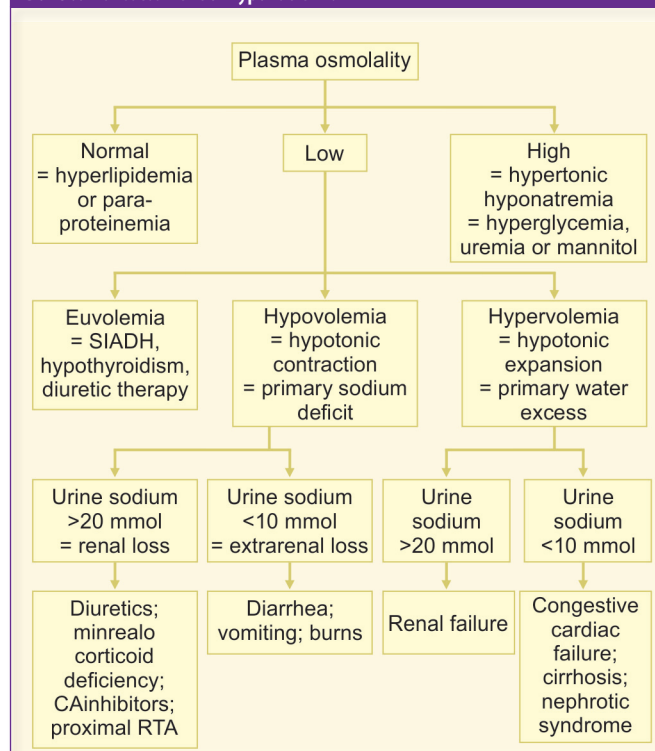 Plasma osmolality
Normal
= hyperlipidemia
or para-
proteinemia
Low
High
= hypertonic
hyponatremia
= hyperglycemia,
uremia or mannitol
Euvolemia
= SIADH,
hypothyroidism,
diuretic therapy
Hypovolemia
= hypotonic
contraction
= primary sodium
deficit
Hypervolemia
= hypotonic
expansion
= primary water
excess
Urine sodium
>20 mmol
= renal loss
Urine sodium
<10 mmol
= extrarenal loss
Urine
sodium
>20 mmol
Urine
sodium
<10 mmol
Diuretics;
minrealo
corticoid
deficiency;
CAinhibitors;
proximal RTA
Diarrhea;
vomiting; burns
Renal failure
Congestive
cardiac
failure;
cirrhosis;
nephrotic
syndrome